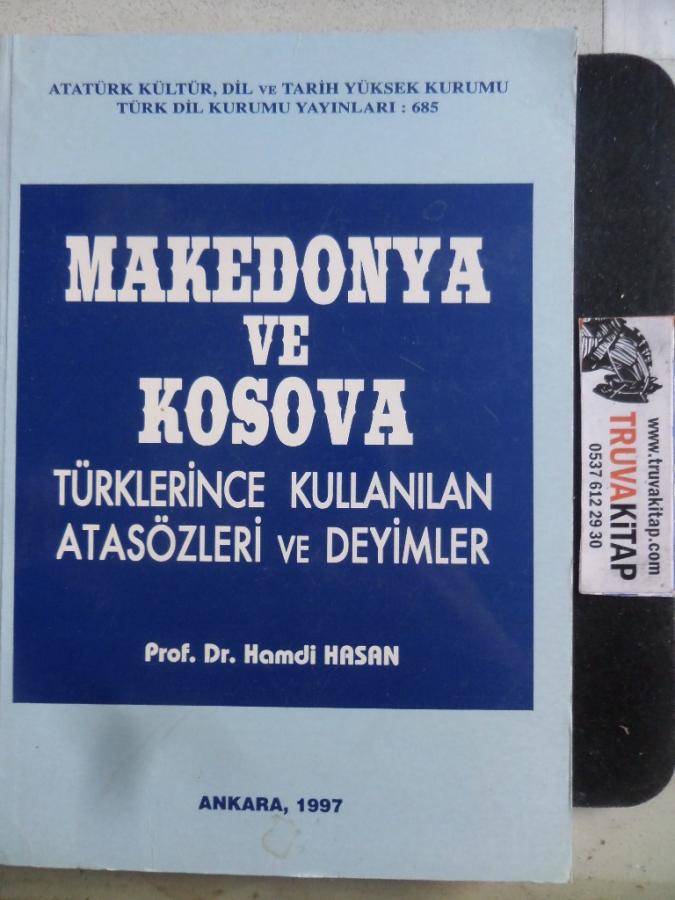 ATATÜRK KÜLTÜR, DİL VE TARİH YÜKSEK KURUMU
TÜRK DİL KURUMU YAYINLARI : 685
MAKEDONYA
VE
KOSOVA
TÜRKLERİNCE KULLANILAN
ATASÖZLERİ VE DEYİMLER
Prof. Dr. Hamdi HASAN
ANKARA, 1997
www.truvakitap.com
TRUVAKİTAP
0537 612 29 30